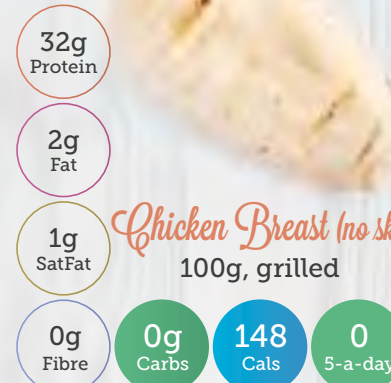 32g
Protein
2g
Fat
1g
SatFat
Chicken Breast (no
100g, grilled
0g
Fibre
0g
Carbs
148
Cals
0
5-a-day